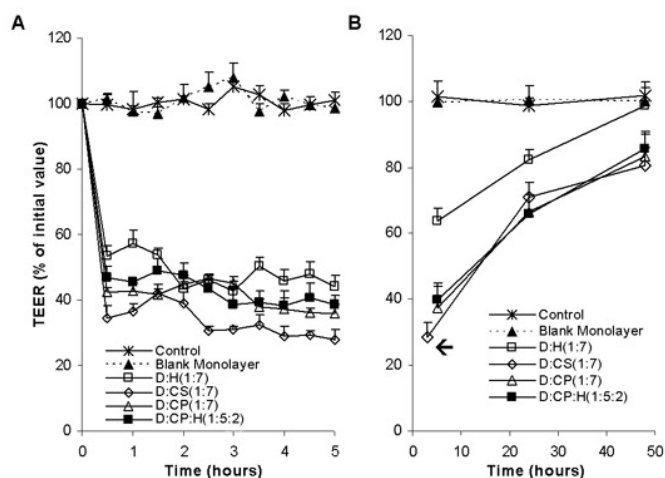 A
B
TEER (% of initial value)
120
100
80
60
40
20
0
0
1
2
3
4
5
Time (hours)
Control
Blank Monolayer
D:H(1:7)
D:CS(1:7)
D:CP(1:7)
D:CP:H(1:5:2)
120
100
80
60
40
20
0
0
10
20
30
40
50
Time (hours)
Control
Blank Monolayer
D:H(1:7)
D:CS(1:7)
D:CP(1:7)
D:CP:H(1:5:2)